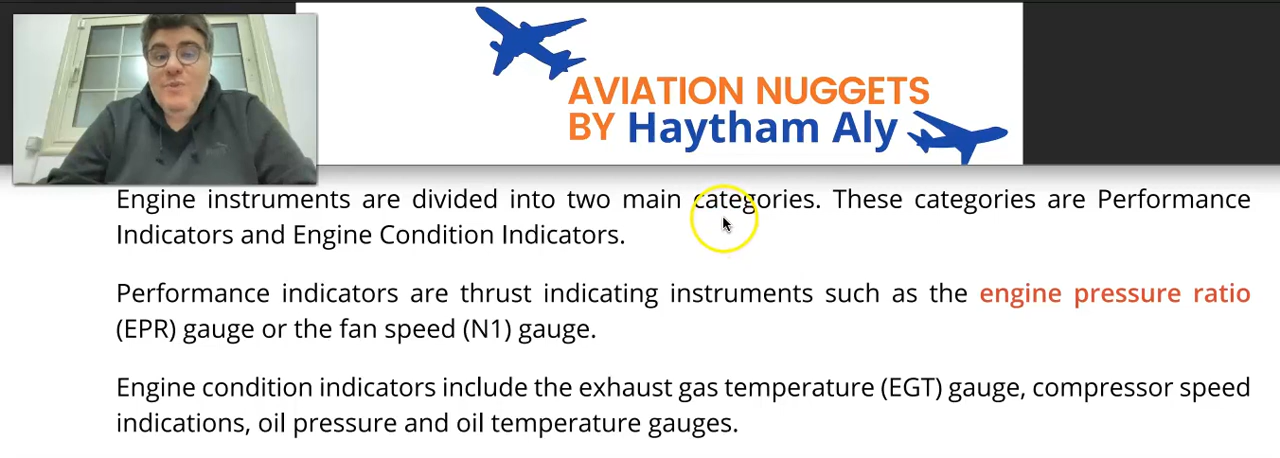 AVIATION NUGGETS
BY Haytham Aly
Engine instruments are divided into two main categories. These categories are Performance
Indicators and Engine Condition Indicators.
Performance indicators are thrust indicating instruments such as the engine pressure ratio
(EPR) gauge or the fan speed (N1) gauge.
Engine condition indicators include the exhaust gas temperature (EGT) gauge, compressor speed
indications, oil pressure and oil temperature gauges.